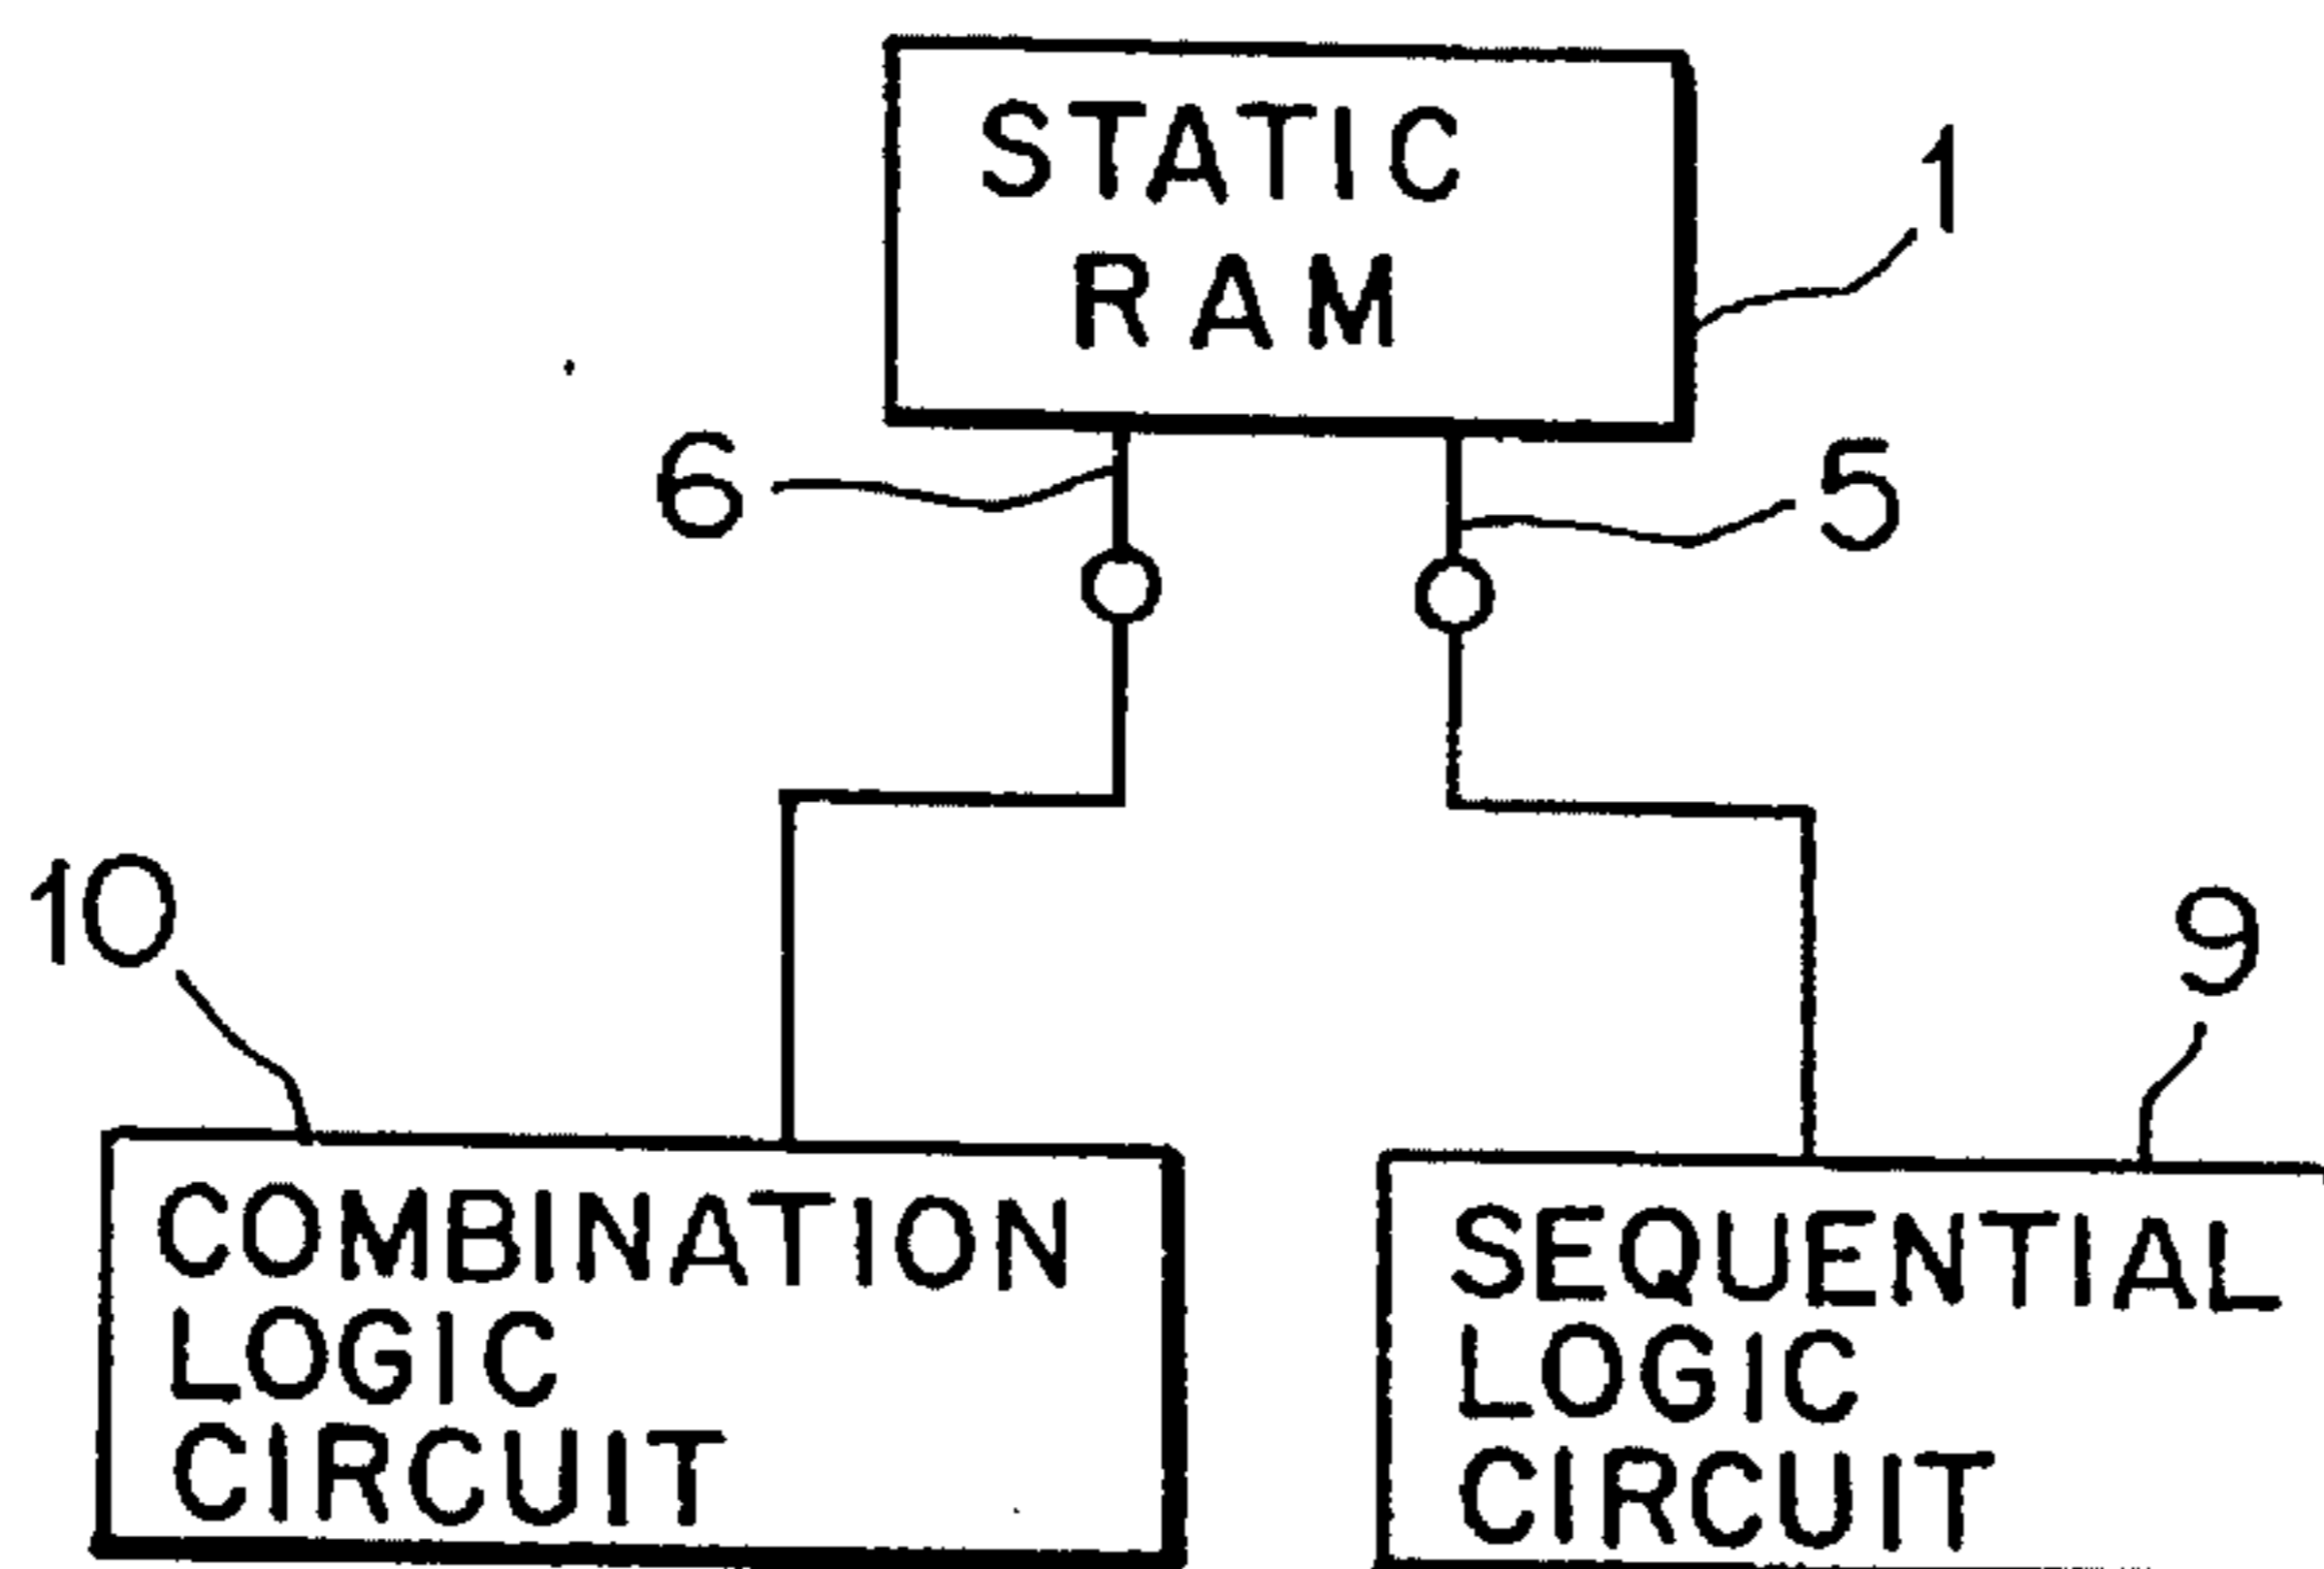 STATIC
RAM
1
6
5
10
9
COMBINATION
LOGIC
CIRCUIT
SEQUENTIAL
LOGIC
CIRCUIT